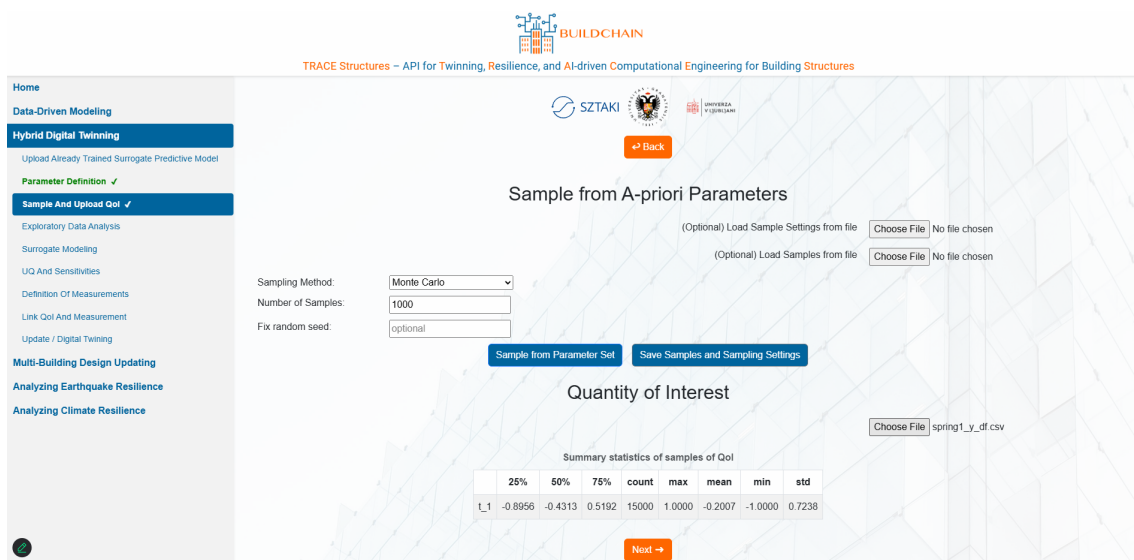 BUILDCHAIN
TRACE Structures – API for Twinning, Resilience, and AI-driven Computational Engineering for Building Structures
Home
Data-Driven Modeling
Hybrid Digital Twinning
Upload Already Trained Surrogate Predictive Model
Parameter Definition ✓
Sample And Upload QoI ✓
Exploratory Data Analysis
Surrogate Modeling
UQ And Sensitivities
Definition Of Measurements
Link QoI And Measurement
Update / Digital Twining
Multi-Building Design Updating
Analyzing Earthquake Resilience
Analyzing Climate Resilience
SZTAKI
UNIVERZA
V LJUBLJANI
↵ Back
Sample from A-priori Parameters
(Optional) Load Sample Settings from file Choose File No file chosen
(Optional) Load Samples from file Choose File No file chosen
Sampling Method: Monte Carlo
Number of Samples: 1000
Fix random seed: optional
Sample from Parameter Set Save Samples and Sampling Settings
Quantity of Interest
Choose File spring1_y_df.csv
Summary statistics of samples of QoI
25% 50% 75% count max mean min std
t_1 -0.8956 -0.4313 0.5192 15000 1.0000 -0.2007 -1.0000 0.7238
Next →